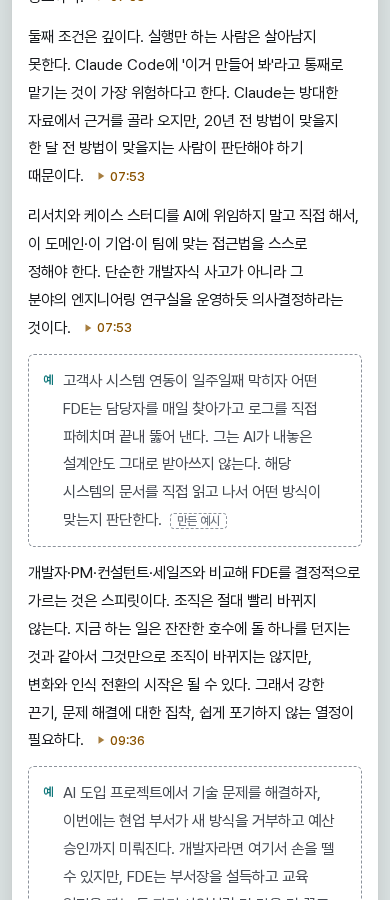 둘째 조건은 깊이다. 실행만 하는 사람은 살아남지
못한다. Claude Code에 '이거 만들어 봐'라고 통째로
맡기는 것이 가장 위험하다고 한다. Claude는 방대한
자료에서 근거를 골라 오지만, 20년 전 방법이 맞을지
한 달 전 방법이 맞을지는 사람이 판단해야 하기
때문이다. ▶ 07:53
리서치와 케이스 스터디를 AI에 위임하지 말고 직접 해서,
이 도메인·이 기업·이 팀에 맞는 접근법을 스스로
정해야 한다. 단순한 개발자식 사고가 아니라 그
분야의 엔지니어링 연구실을 운영하듯 의사결정하라는
것이다. ▶ 07:53
예 고객사 시스템 연동이 일주일째 막히자 어떤
FDE는 담당자를 매일 찾아가고 로그를 직접
파헤치며 끝내 뚫어 낸다. 그는 AI가 내놓은
설계안도 그대로 받아쓰지 않는다. 해당
시스템의 문서를 직접 읽고 나서 어떤 방식이
맞는지 판단한다. 만든 예시
개발자·PM·컨설턴트·세일즈와 비교해 FDE를 결정적으로
가르는 것은 스피릿이다. 조직은 절대 빨리 바뀌지
않는다. 지금 하는 일은 잔잔한 호수에 돌 하나를 던지는
것과 같아서 그것만으로 조직이 바뀌지는 않지만,
변화와 인식 전환의 시작은 될 수 있다. 그래서 강한
끈기, 문제 해결에 대한 집착, 쉽게 포기하지 않는 열정이
필요하다. ▶ 09:36
예 AI 도입 프로젝트에서 기술 문제를 해결하자,
이번에는 현업 부서가 새 방식을 거부하고 예산
승인까지 미뤄진다. 개발자라면 여기서 손을 뗄
수 있지만, FDE는 부서장을 설득하고 교육